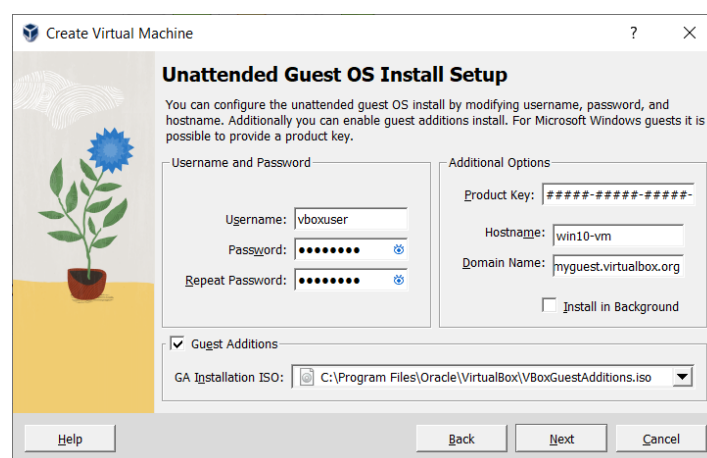 Create Virtual Machine
?
Unattended Guest OS Install Setup
You can configure the unattended guest OS install by modifying username, password, and
hostname. Additionally you can enable guest additions install. For Microsoft Windows guests it is
possible to provide a product key.
Username and Password
Username: vboxuser
Password: ●●●●●●●●
Repeat Password: ●●●●●●●●
Additional Options
Product Key: #####-#####-#####-
Hostname: win10-vm
Domain Name: myguest.virtualbox.org
Install in Background
Guest Additions
GA Installation ISO: C:\Program Files\Oracle\VirtualBox\VBoxGuestAdditions.iso
Help
Back
Next
Cancel